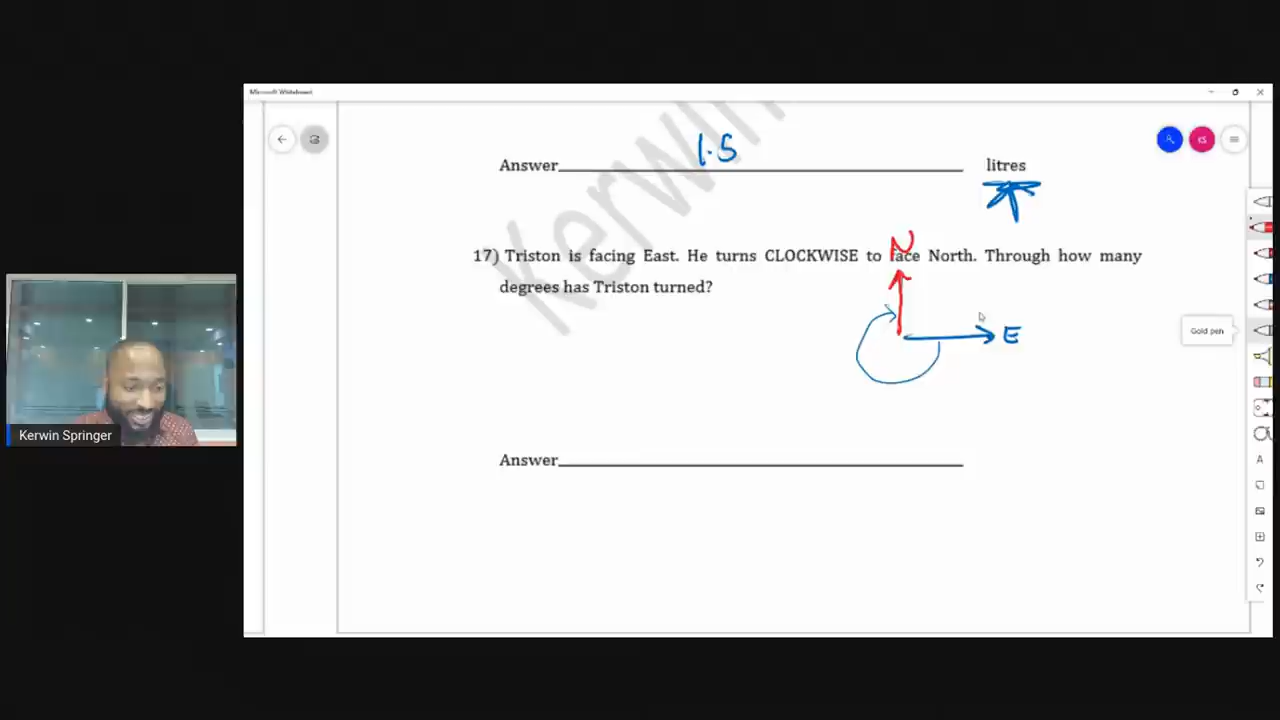 Microsoft Whiteboard
Kerwin
1.5
Answer litres
N
17) Triston is facing East. He turns CLOCKWISE to face North. Through how many
degrees has Triston turned?
E
Gold pen
Answer
Kerwin Springer
KS
A